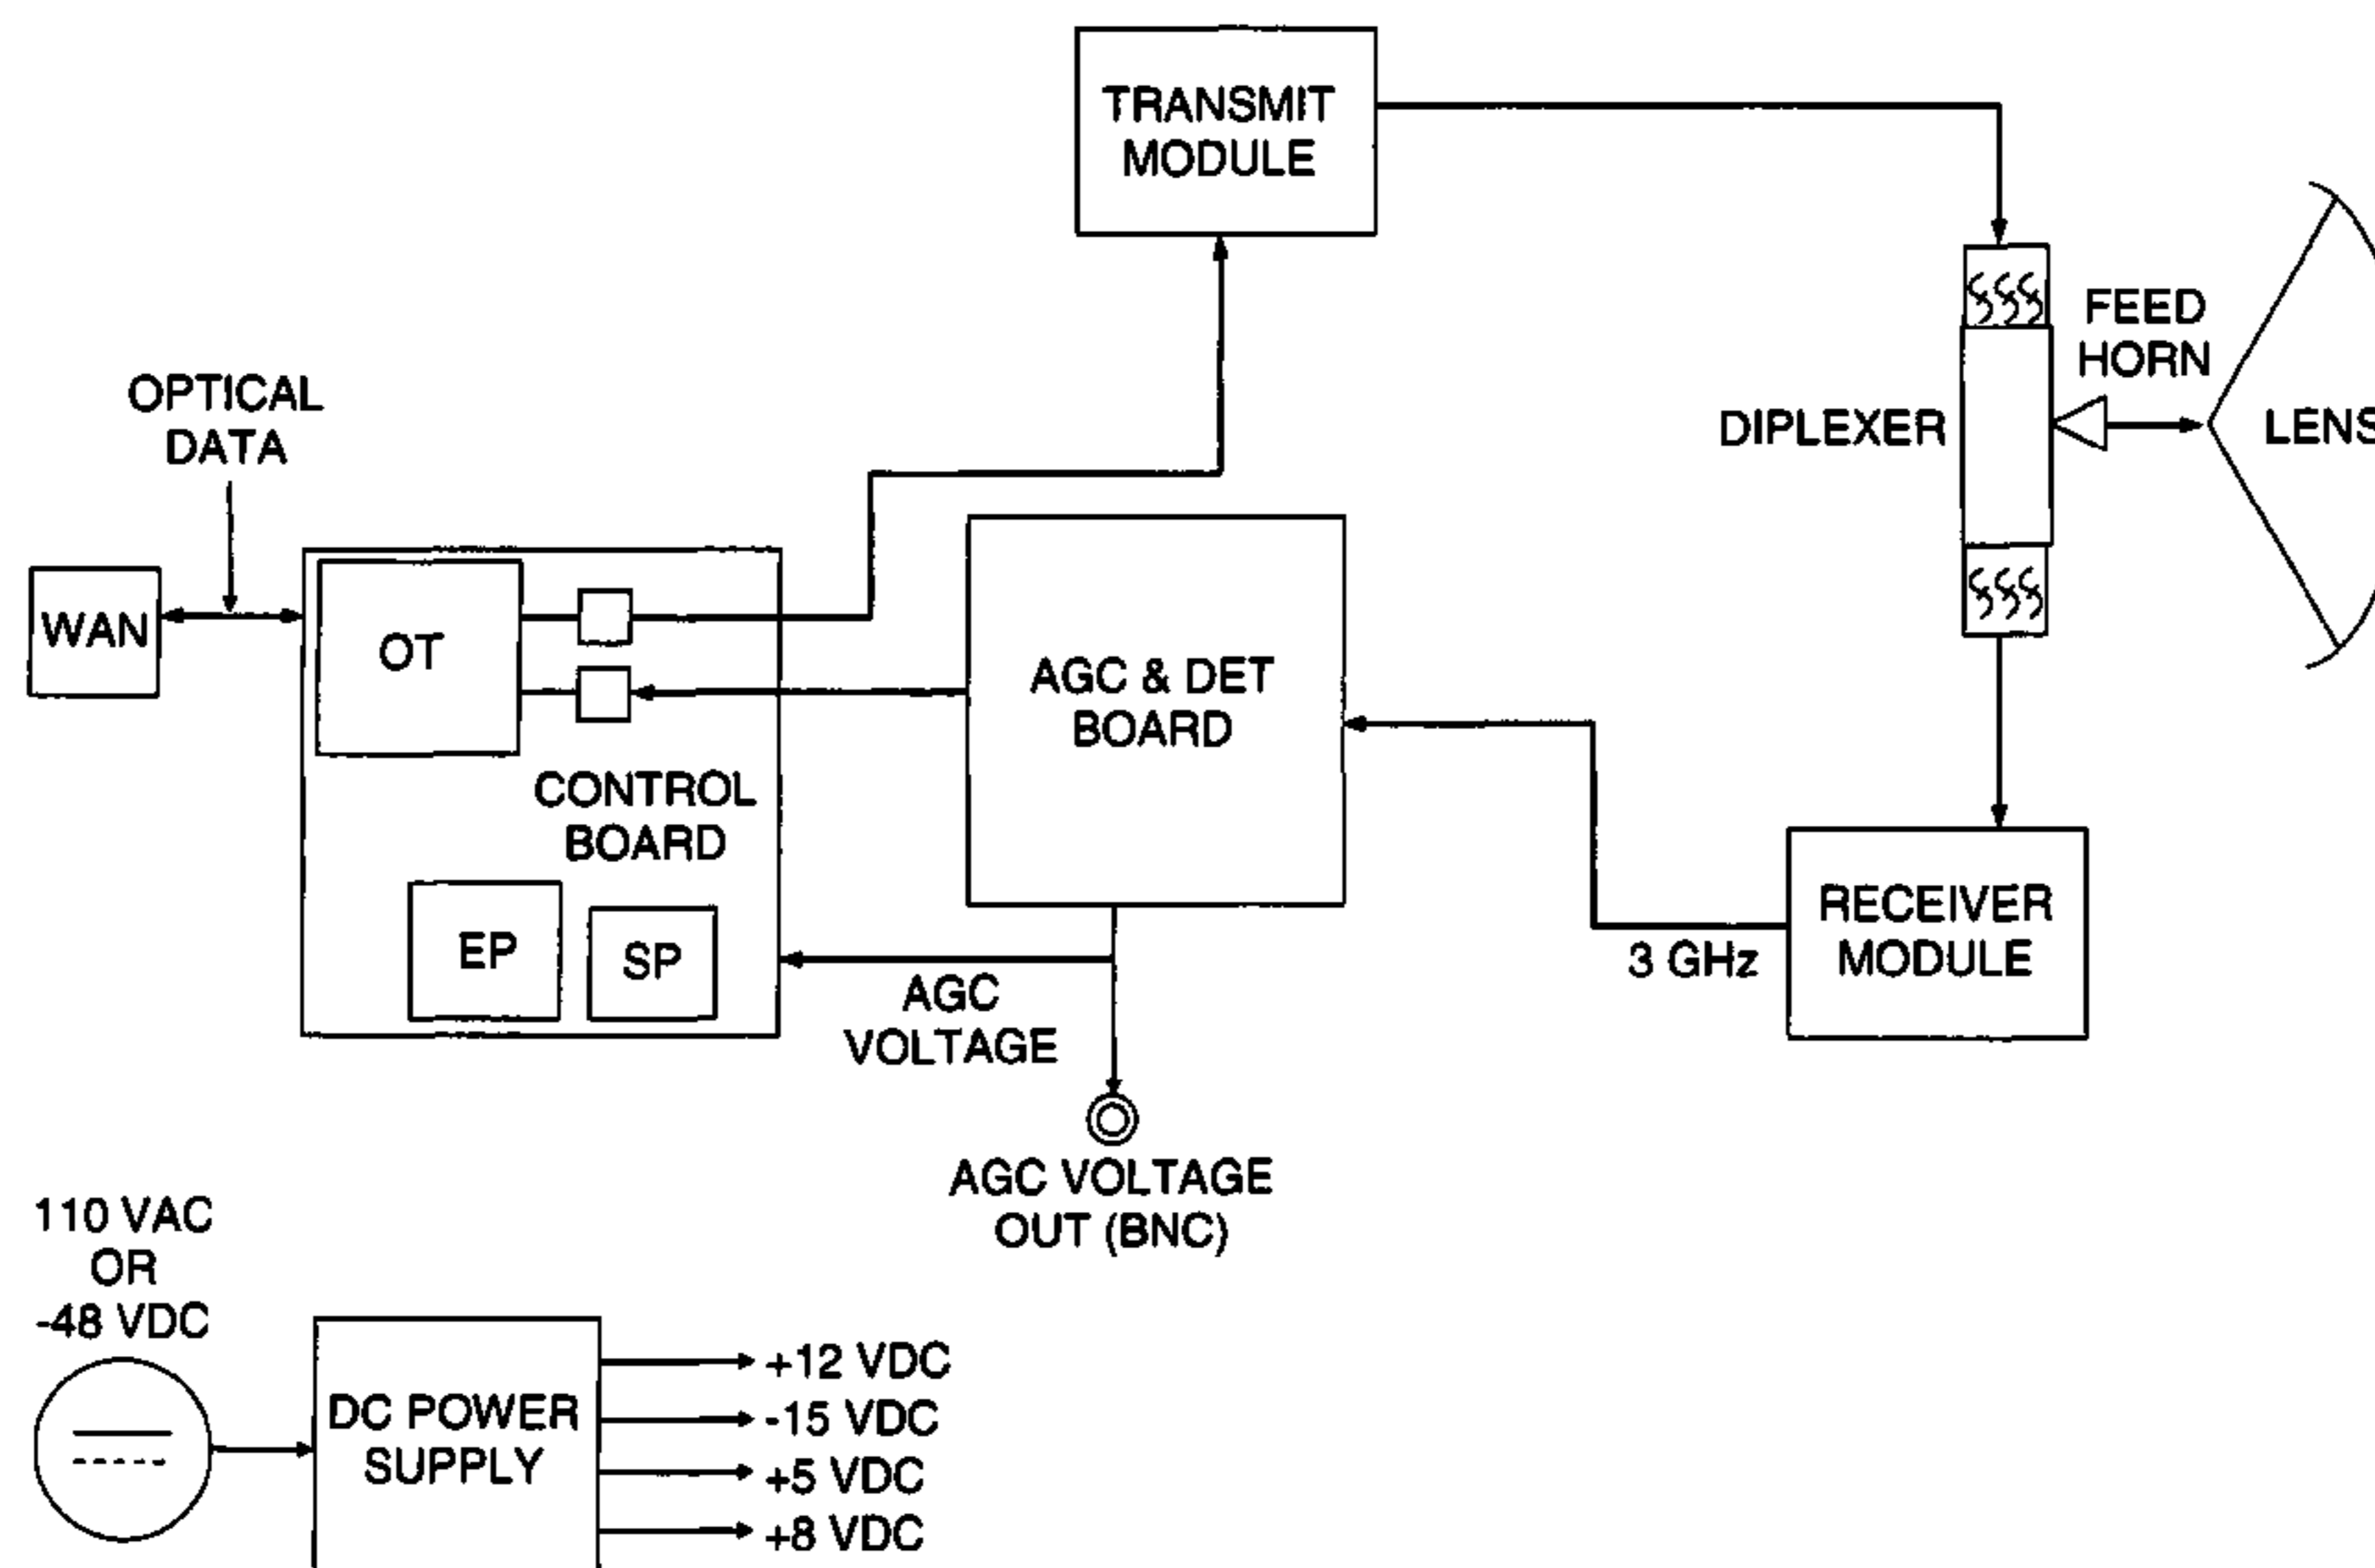 TRANSMIT
MODULE
FEED
HORN
DIPLEXER
LENS
OPTICAL
DATA
WAN
OT
CONTROL
BOARD
EP
SP
AGC & DET
BOARD
AGC
VOLTAGE
3 GHz
RECEIVER
MODULE
AGC VOLTAGE
OUT (BNC)
110 VAC
OR
-48 VDC
DC POWER
SUPPLY
+12 VDC
-15 VDC
+5 VDC
+8 VDC